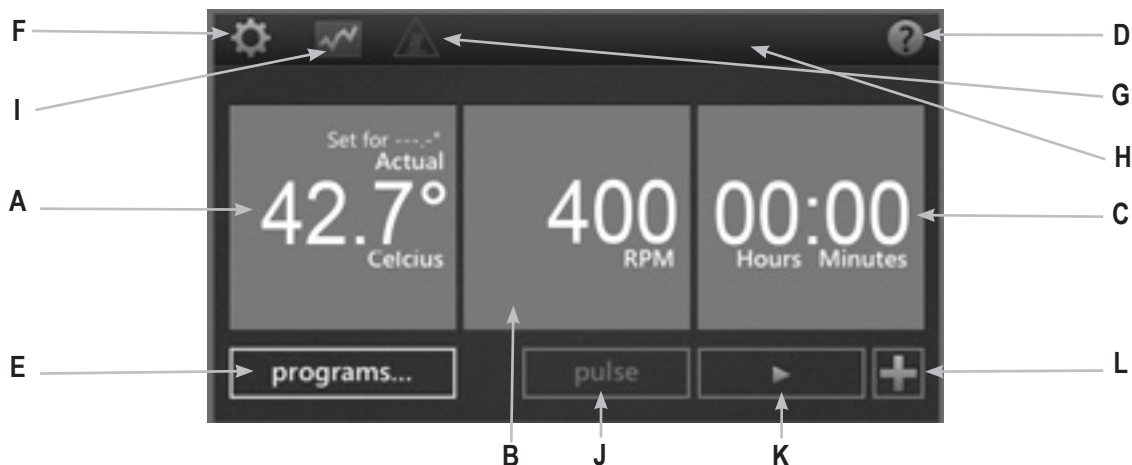 F
D
I
G
H
A
Set for ---.-°
Actual
42.7°
Celcius
400
RPM
00:00
Hours Minutes
C
E
programs...
pulse
L
B
J
K